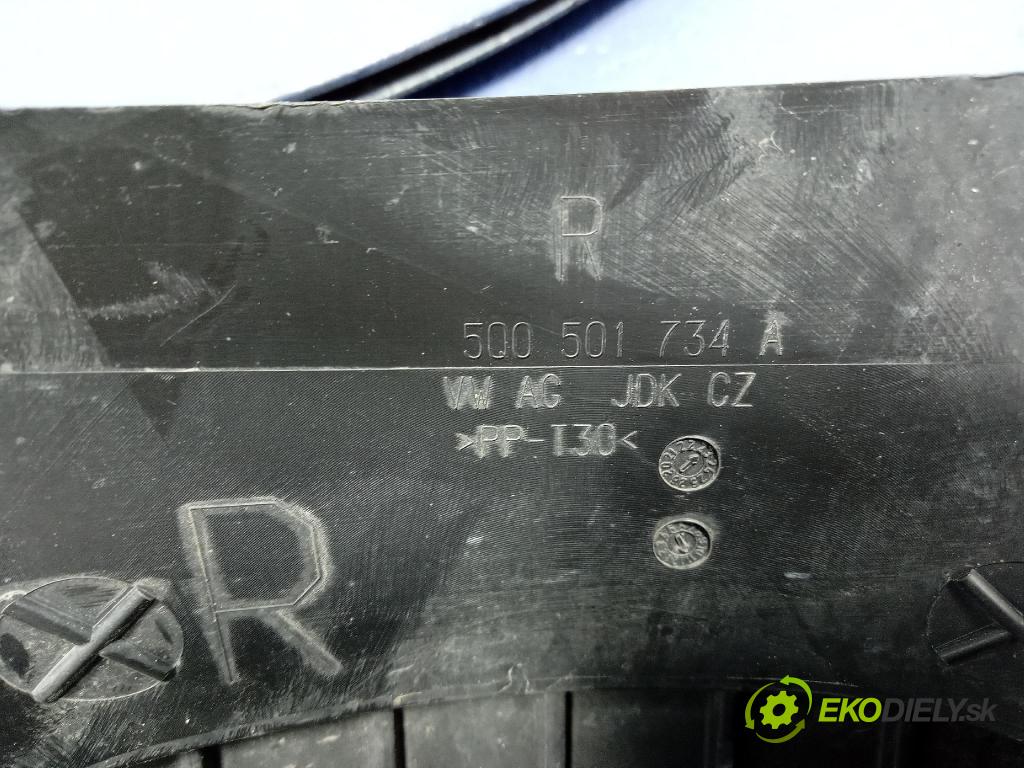 R
5Q0 501 734 A
VW AG JDK CZ
>PP-T30<
R
EKODIELY.sk